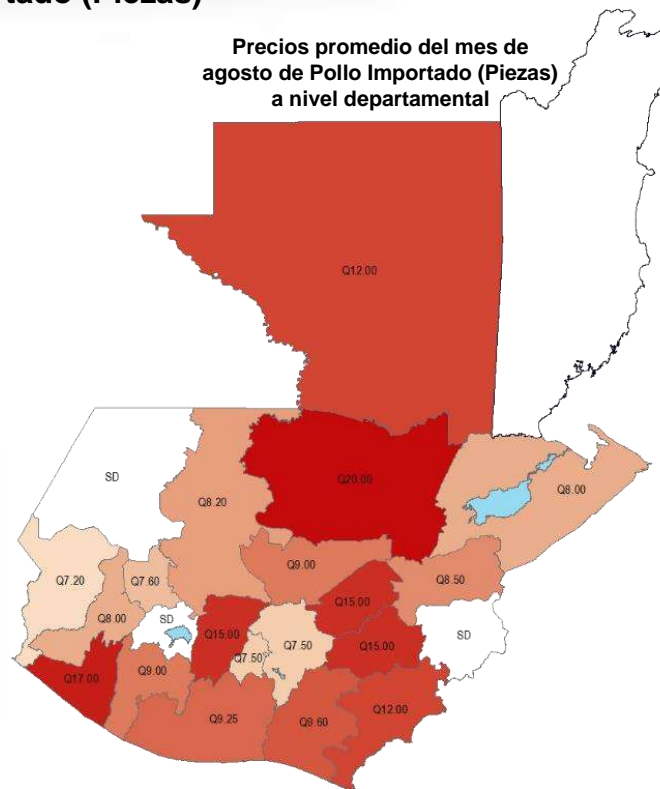 tado (Piezas)
Precios promedio del mes de
agosto de Pollo Importado (Piezas)
a nivel departamental
Q12.00
SD
Q8.20
Q20.00
Q8.00
Q7.20
Q7.60
Q9.00
Q8.50
Q8.00
SD
Q15.00
Q7.50
Q7.50
Q15.00
Q15.00
SD
Q17.00
Q9.00
Q9.25
Q9.60
Q12.00